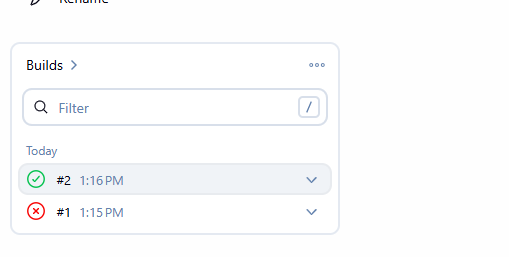 Rename
Builds
Filter /
Today
#2 1:16 PM
#1 1:15 PM